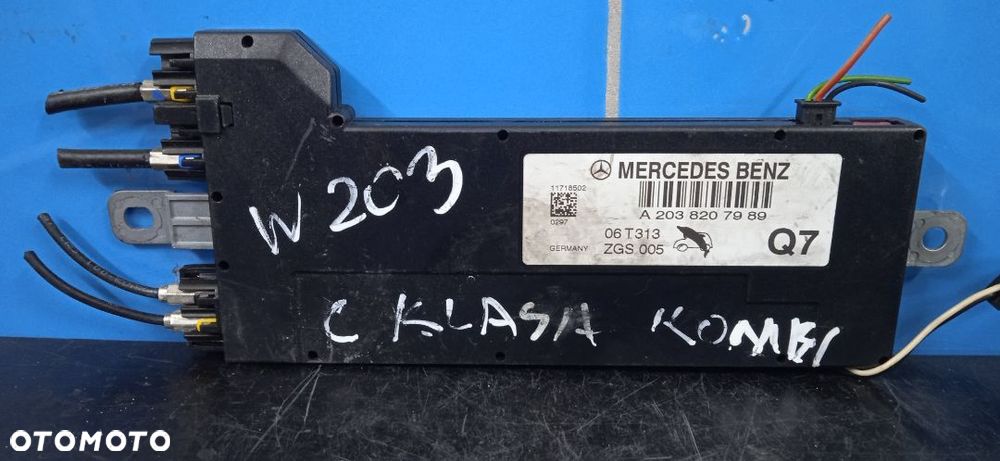 W 203
MERCEDES BENZ
11718502
0297
A 203 820 79 89
06 T313
GERMANY ZGS 005
Q7
C KLASA KOMBI
OTOMOTO